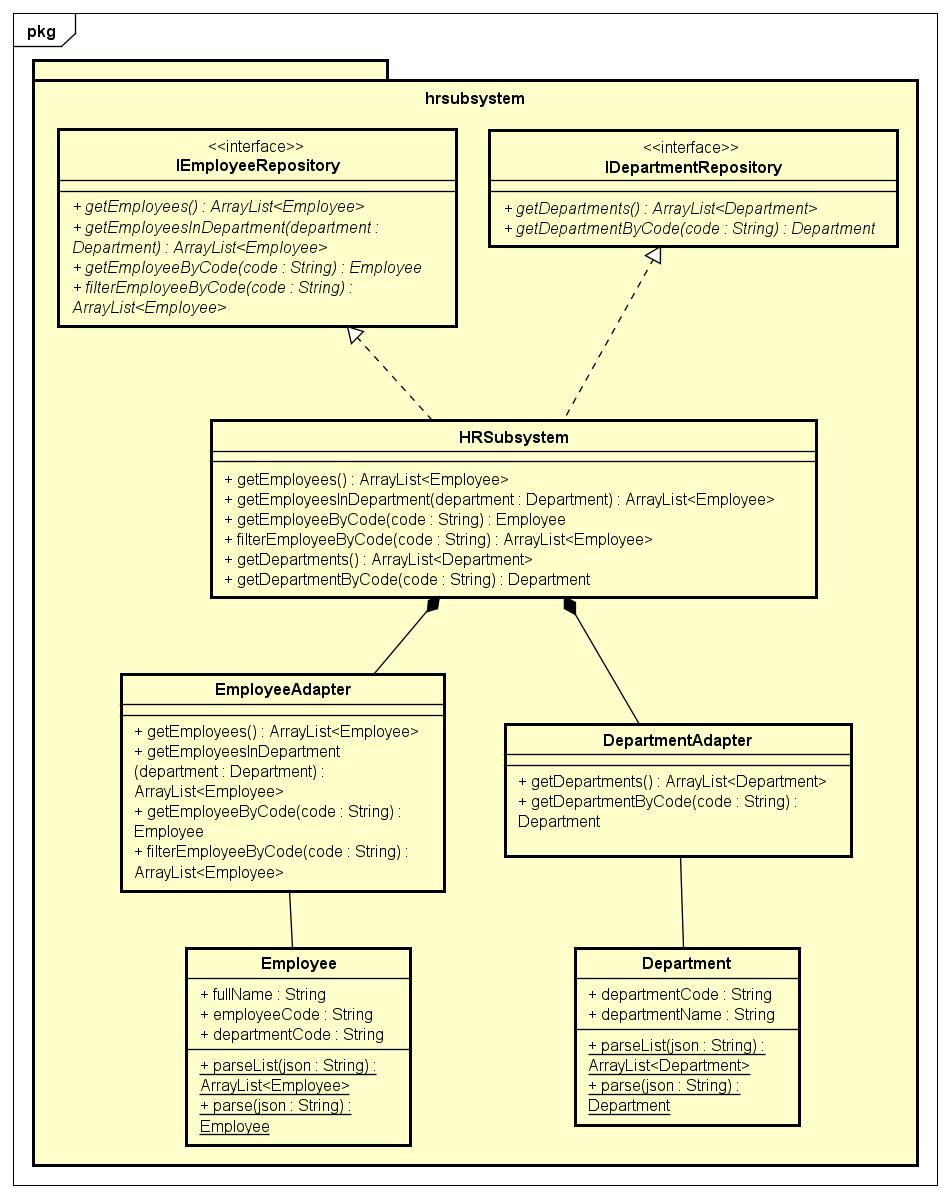 pkg
hrsubsystem
<<interface>>
IEmployeeRepository
+ getEmployees() : ArrayList<Employee>
+ getEmployeesInDepartment(department :
Department) : ArrayList<Employee>
+ getEmployeeByCode(code : String) : Employee
+ filterEmployeeByCode(code : String) :
ArrayList<Employee>
<<interface>>
IDepartmentRepository
+ getDepartments() : ArrayList<Department>
+ getDepartmentByCode(code : String) : Department
HRSubsystem
+ getEmployees() : ArrayList<Employee>
+ getEmployeesInDepartment(department : Department) : ArrayList<Employee>
+ getEmployeeByCode(code : String) : Employee
+ filterEmployeeByCode(code : String) : ArrayList<Employee>
+ getDepartments() : ArrayList<Department>
+ getDepartmentByCode(code : String) : Department
EmployeeAdapter
+ getEmployees() : ArrayList<Employee>
+ getEmployeesInDepartment
(department : Department) :
ArrayList<Employee>
+ getEmployeeByCode(code : String) :
Employee
+ filterEmployeeByCode(code : String) :
ArrayList<Employee>
DepartmentAdapter
+ getDepartments() : ArrayList<Department>
+ getDepartmentByCode(code : String) :
Department
Employee
+ fullName : String
+ employeeCode : String
+ departmentCode : String
+ parseList(json : String) :
ArrayList<Employee>
+ parse(json : String) :
Employee
Department
+ departmentCode : String
+ departmentName : String
+ parseList(json : String) :
ArrayList<Department>
+ parse(json : String) :
Department